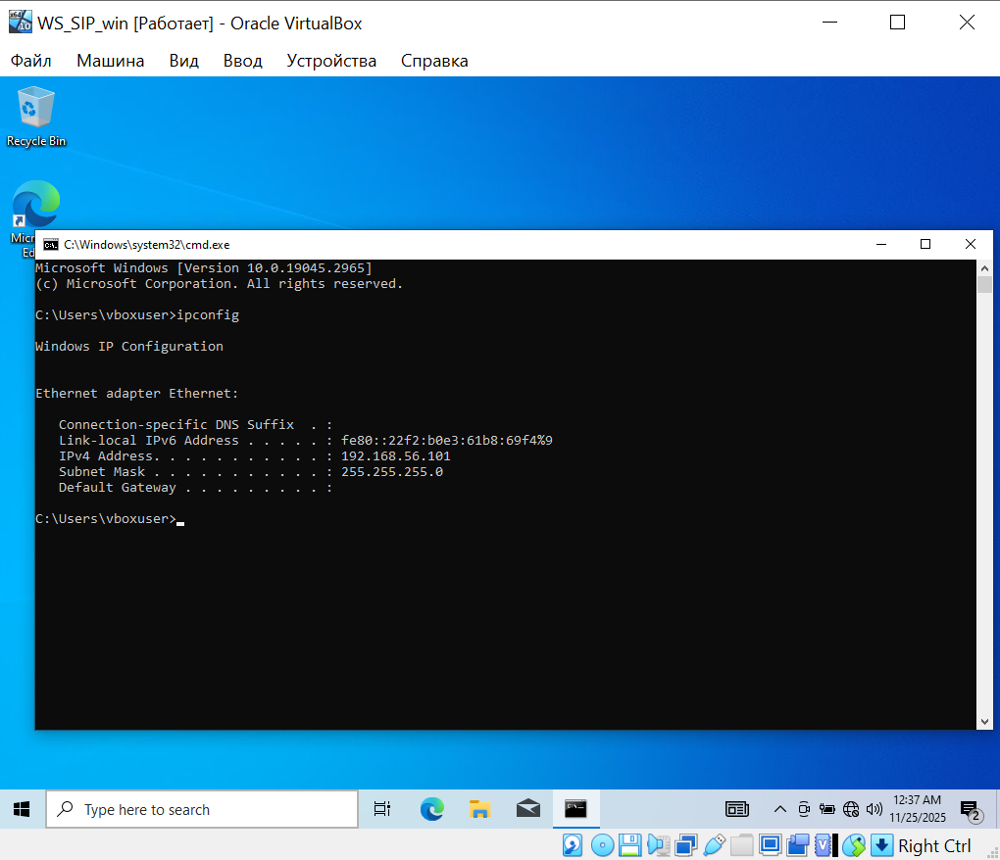 WS_SIP_win [Работает] - Oracle VirtualBox
Файл Машина Вид Ввод Устройства Справка
Recycle Bin
C:\Windows\system32\cmd.exe
Microsoft Windows [Version 10.0.19045.2965]
(c) Microsoft Corporation. All rights reserved.
C:\Users\vboxuser>ipconfig
Windows IP Configuration
Ethernet adapter Ethernet:
Connection-specific DNS Suffix . :
Link-local IPv6 Address . . . . . : fe80::22f2:b0e3:61b8:69f4%9
IPv4 Address. . . . . . . . . . . : 192.168.56.101
Subnet Mask . . . . . . . . . . . : 255.255.255.0
Default Gateway . . . . . . . . . :
C:\Users\vboxuser>
Type here to search
12:37 AM
11/25/2025
2
Right Ctrl